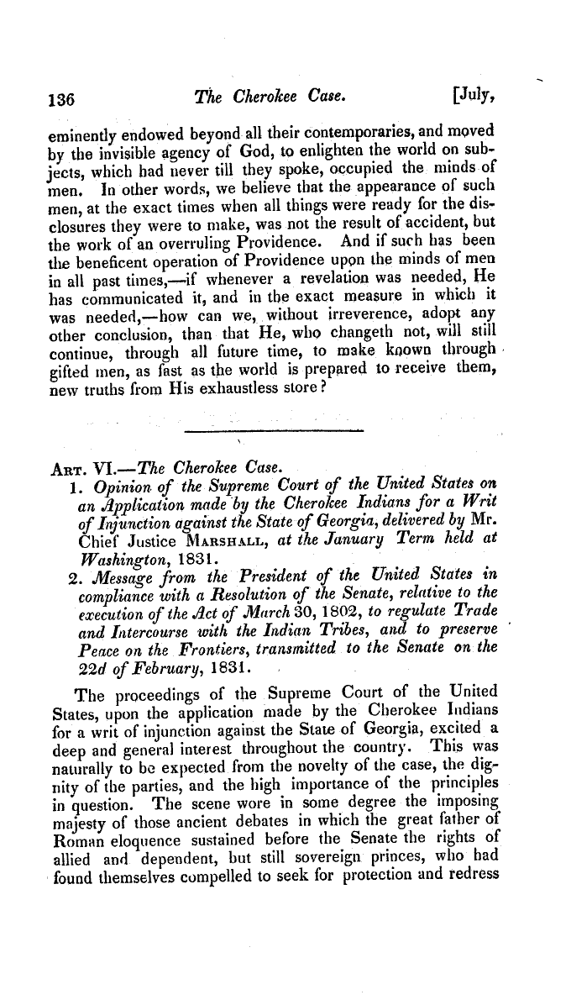 136 The Cherokee Case. [July,
eminently endowed beyond all their contemporaries, and moved
by the invisible agency of God, to enlighten the world on sub-
jects, which had never till they spoke, occupied the minds of
men. In other words, we believe that the appearance of such
men, at the exact times when all things were ready for the dis-
closures they were to make, was not the result of accident, but
the work of an overruling Providence. And if such has been
the beneficent operation of Providence upon the minds of men
in all past times,—if whenever a revelation was needed, He
has communicated it, and in the exact measure in which it
was needed,—how can we, without irreverence, adopt any
other conclusion, than that He, who changeth not, will still
continue, through all future time, to make known through
gifted men, as fast as the world is prepared to receive them,
new truths from His exhaustless store?
ART. VI.—The Cherokee Case.
1. Opinion of the Supreme Court of the United States on
an Application made by the Cherokee Indians for a Writ
of Injunction against the State of Georgia, delivered by Mr.
Chief Justice MARSHALL, at the January Term held at
Washington, 1831.
2. Message from the President of the United States in
compliance with a Resolution of the Senate, relative to the
execution of the Act of March 30, 1802, to regulate Trade
and Intercourse with the Indian Tribes, and to preserve
Peace on the Frontiers, transmitted to the Senate on the
22d of February, 1831.
The proceedings of the Supreme Court of the United
States, upon the application made by the Cherokee Indians
for a writ of injunction against the State of Georgia, excited a
deep and general interest throughout the country. This was
naturally to be expected from the novelty of the case, the dig-
nity of the parties, and the high importance of the principles
in question. The scene wore in some degree the imposing
majesty of those ancient debates in which the great father of
Roman eloquence sustained before the Senate the rights of
allied and dependent, but still sovereign princes, who had
found themselves compelled to seek for protection and redress